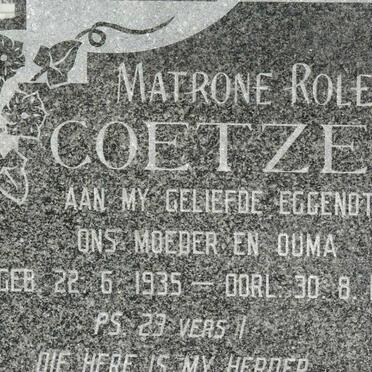 MATRONE ROLE
COETZE
AAN MY GELIEFDE EGGENOT
ONS MOEDER EN OUMA
GEB. 22. 6. 1935 — OORL. 30. 8.
PS. 23 VERS 1
DIE HERE IS MY HERDER